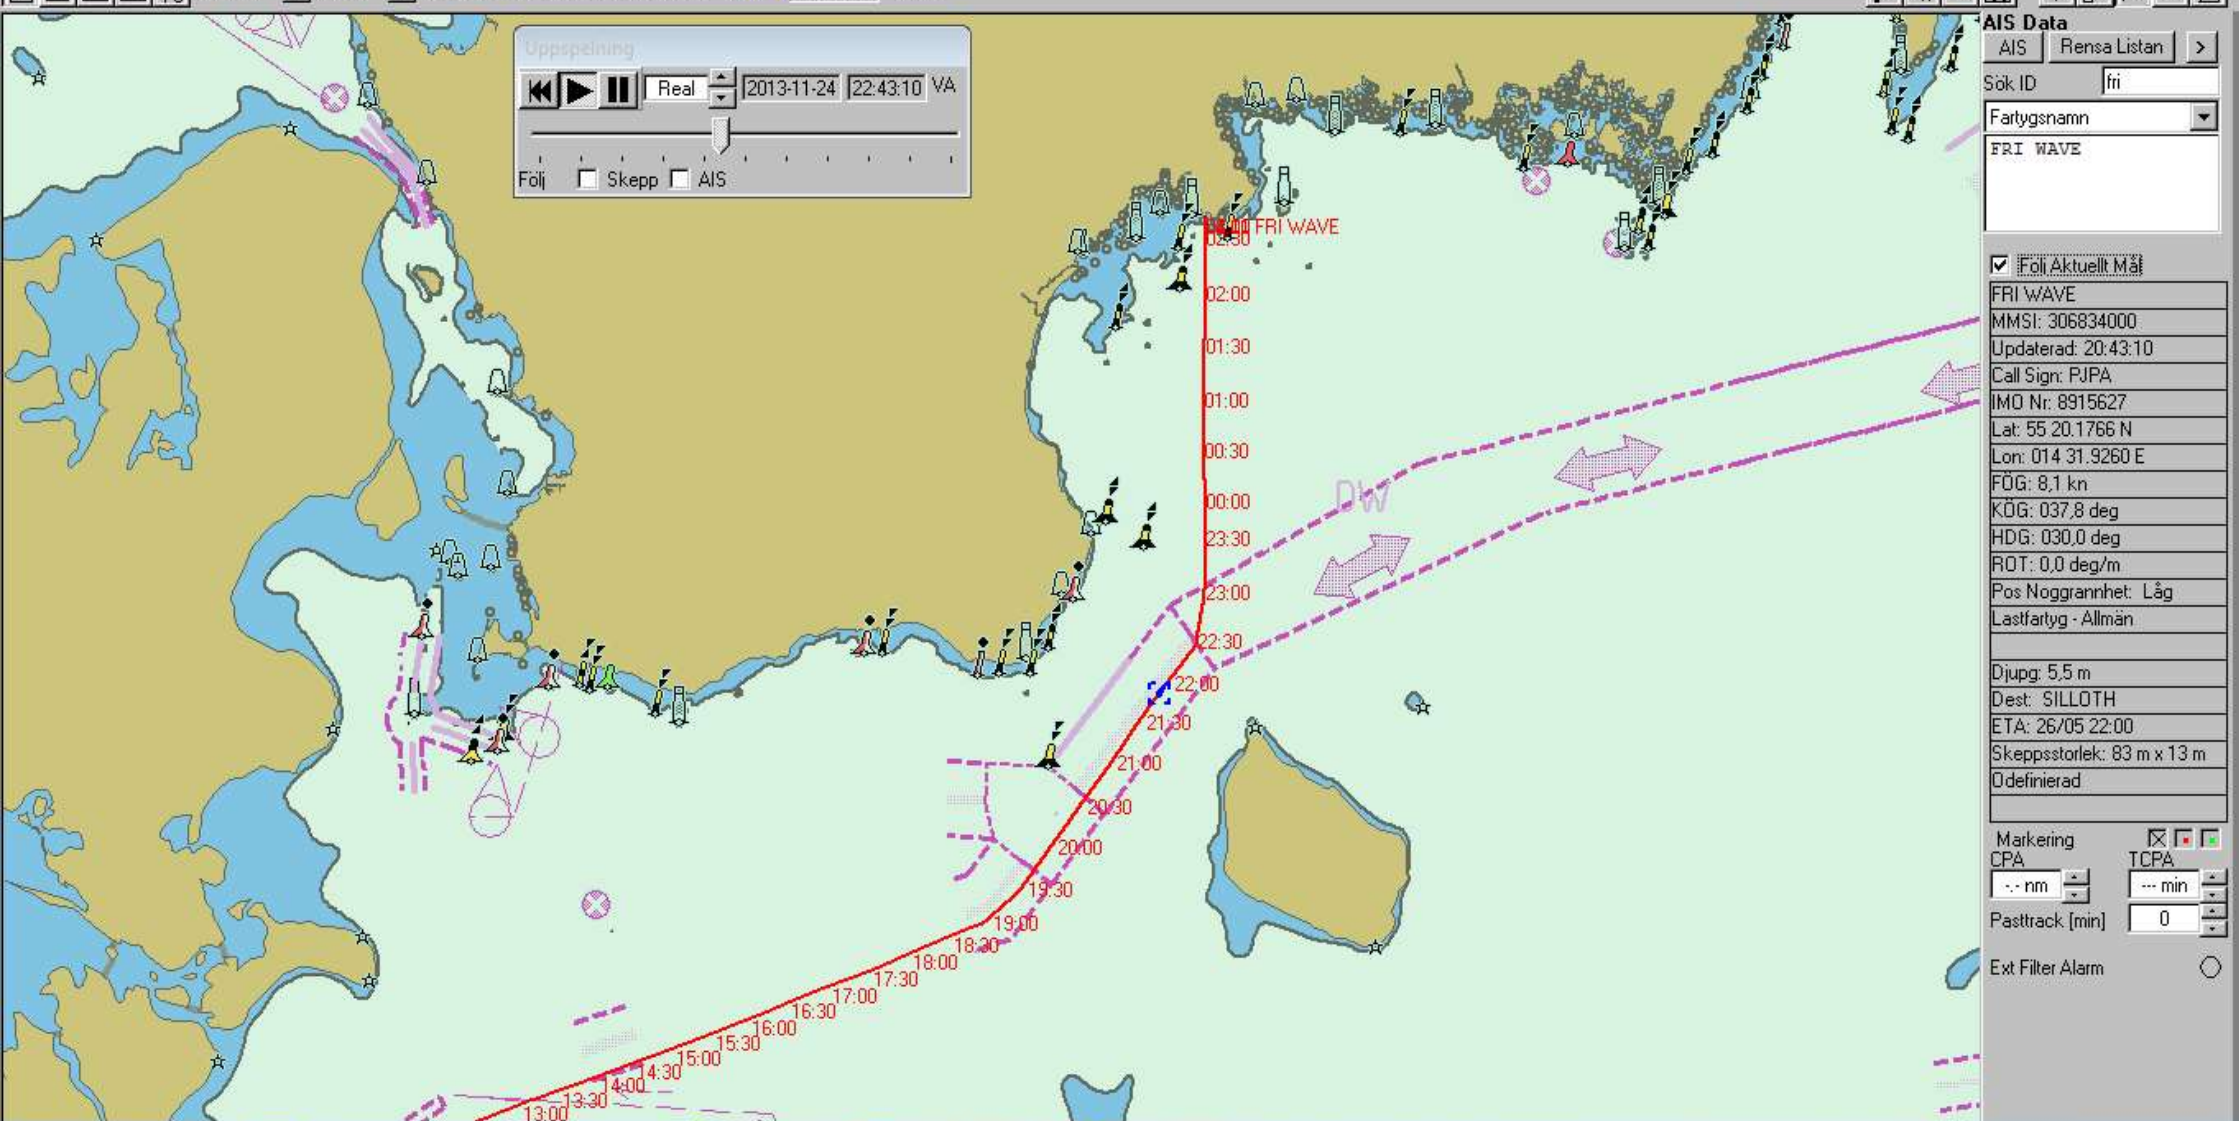 Uppspelning
Real 2013-11-24 22:43:10 VA
Följ Skepp AIS
FRI WAVE
02:30
02:00
01:30
01:00
00:30
00:00
23:30
23:00
22:30
22:00
21:30
21:00
20:30
20:00
19:30
19:00
18:30
18:00
17:30
17:00
16:30
16:00
15:30
15:00
14:30
14:00
13:30
13:00
DW
AIS Data
AIS Rensa Listan >
Sök ID fri
Fartygsnamn
FRI WAVE
Följ Aktuellt Mål
FRI WAVE
MMSI: 306834000
Updaterad: 20:43:10
Call Sign: PJPA
IMO Nr: 8915627
Lat: 55 20.1766 N
Lon: 014 31.9260 E
FÖG: 8,1 kn
KÖG: 037,8 deg
HDG: 030,0 deg
ROT: 0,0 deg/m
Pos Noggrannhet: Låg
Lastfartyg - Allmän
Djupg: 5,5 m
Dest: SILLOTH
ETA: 26/05 22:00
Skeppsstorlek: 83 m x 13 m
Odefinierad
Markering
CPA TCPA
-.- nm --- min
Pasttrack [min] 0
Ext Filter Alarm